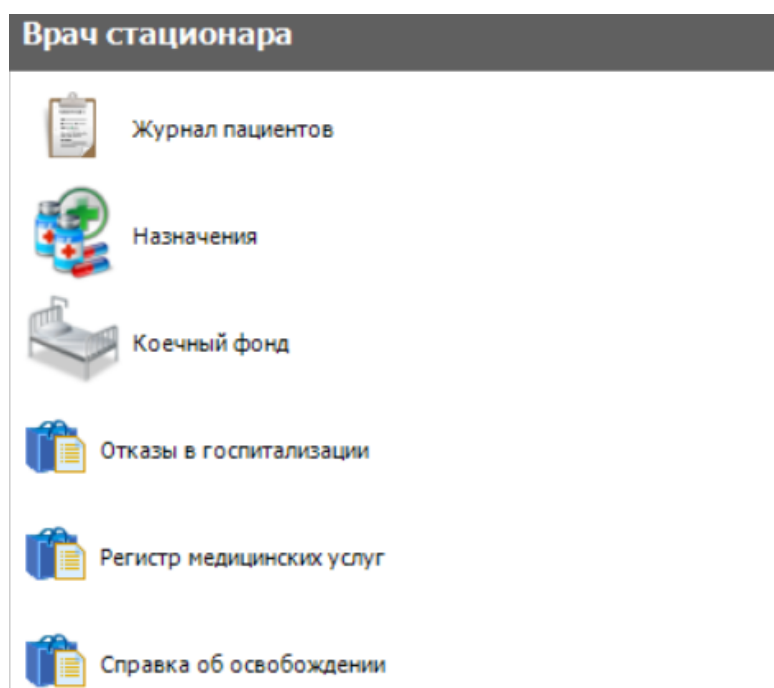 Врач стационара
Журнал пациентов
Назначения
Коечный фонд
Отказы в госпитализации
Регистр медицинских услуг
Справка об освобождении